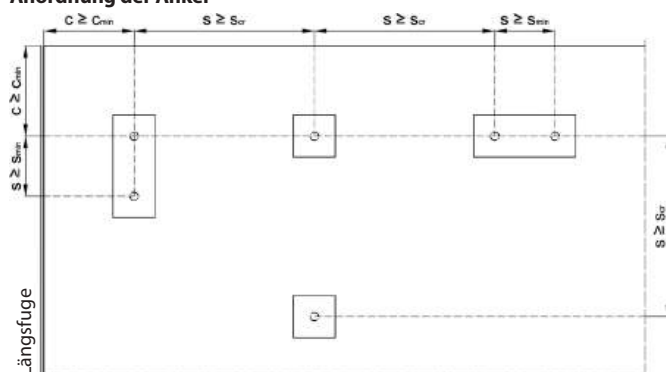 Anordnung der Anker
c ≥ cmin
s ≥ scr
s ≥ scr
s ≥ smin
c ≥ cmin
s ≥ smin
s ≥ scr
Längsfuge